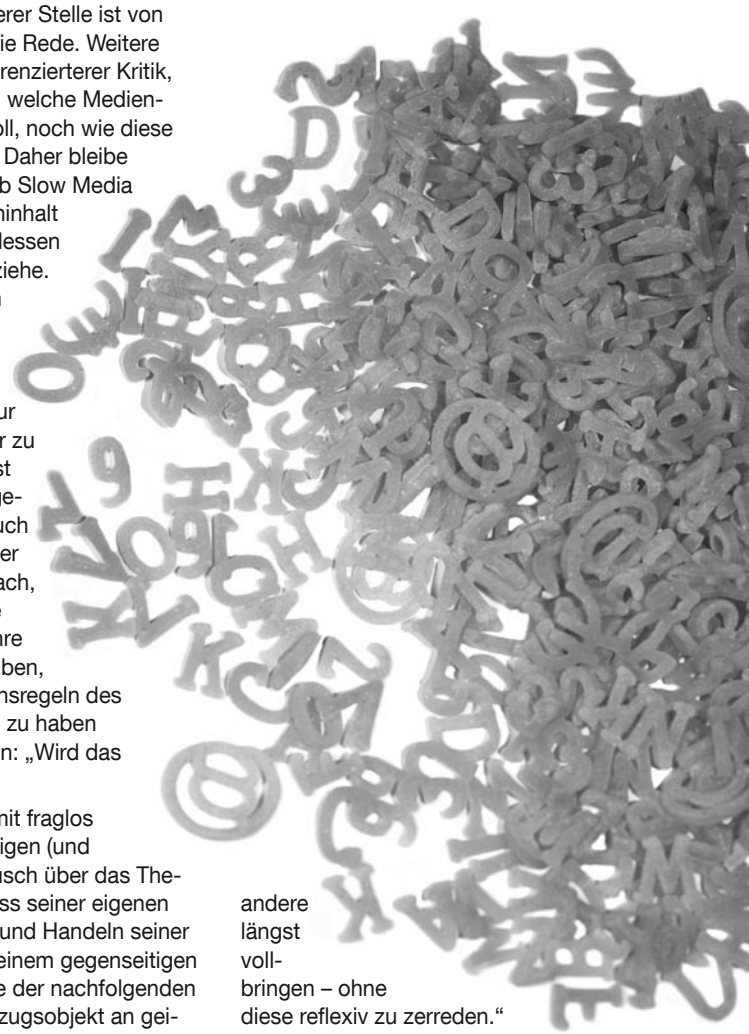 erer Stelle ist von
ie Rede. Weitere
renzierterer Kritik,
welche Medien-
oll, noch wie diese
Daher bleibe
b Slow Media
ninhalt
dessen
ziehe.
ur
r zu
st
ge-
uch
er
ach,
e
hre
ben,
nsregeln des
zu haben
n: „Wird das
mit fraglos
igen (und
usch über das The-
ss seiner eigenen
und Handeln seiner
einem gegenseitigen
e der nachfolgenden
zugsobjekt an gei-
andere
längst
voll-
bringen – ohne
diese reflexiv zu zerreden.“